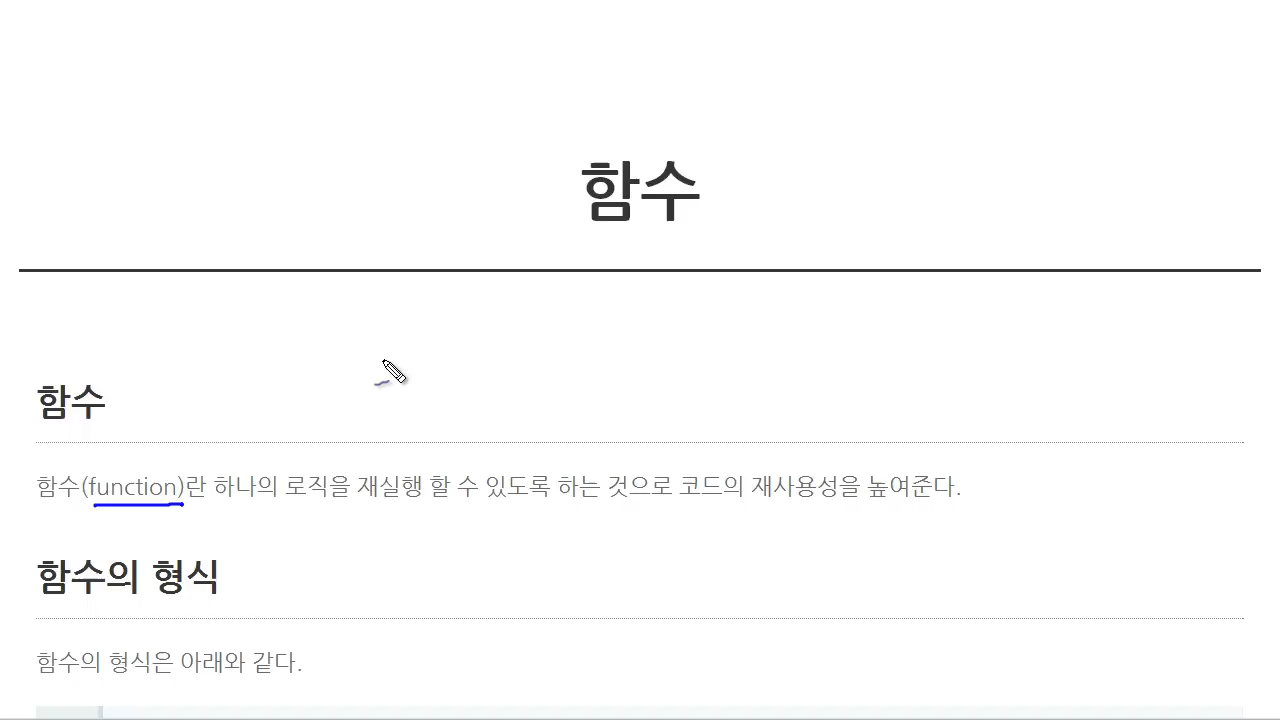 함수
함수
함수(function)란 하나의 로직을 재실행 할 수 있도록 하는 것으로 코드의 재사용성을 높여준다.
함수의 형식
함수의 형식은 아래와 같다.